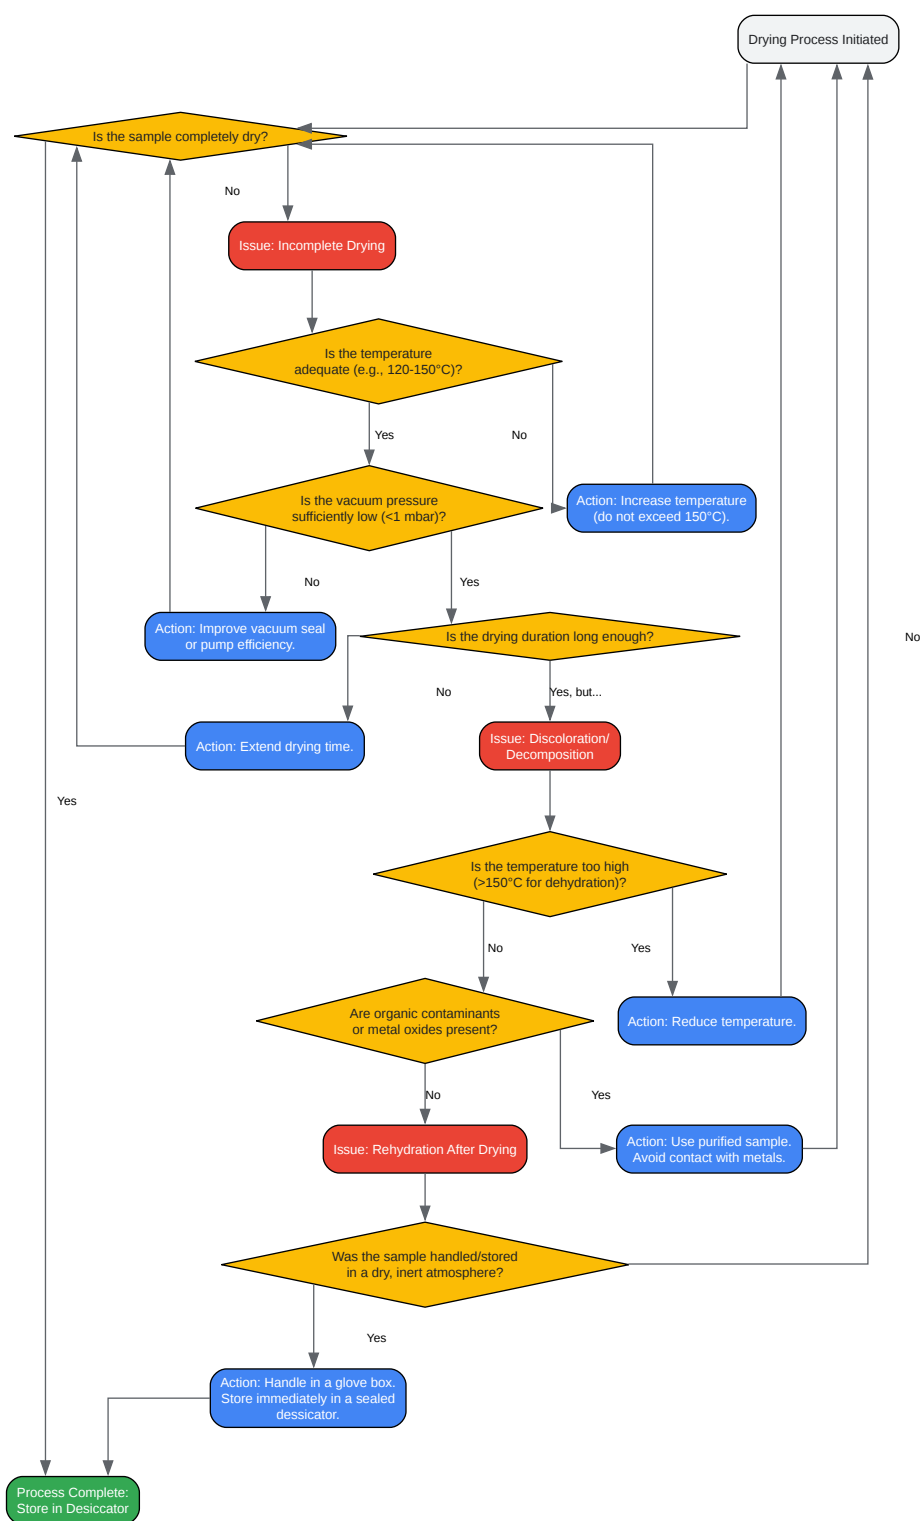 Drying Process Initiated
Is the sample completely dry?
No
Issue: Incomplete Drying
Is the temperature
adequate (e.g., 120-150°C)?
Yes
No
Is the vacuum pressure
sufficiently low (<1 mbar)?
Action: Increase temperature
(do not exceed 150°C).
No
Yes
Action: Improve vacuum seal
or pump efficiency.
Is the drying duration long enough?
No
No
Yes, but...
Action: Extend drying time.
Issue: Discoloration/
Decomposition
Yes
Is the temperature too high
(>150°C for dehydration)?
No
Yes
Are organic contaminants
or metal oxides present?
Action: Reduce temperature.
No
Yes
Issue: Rehydration After Drying
Action: Use purified sample.
Avoid contact with metals.
Was the sample handled/stored
in a dry, inert atmosphere?
Yes
Action: Handle in a glove box.
Store immediately in a sealed
dessicator.
Process Complete:
Store in Desiccator